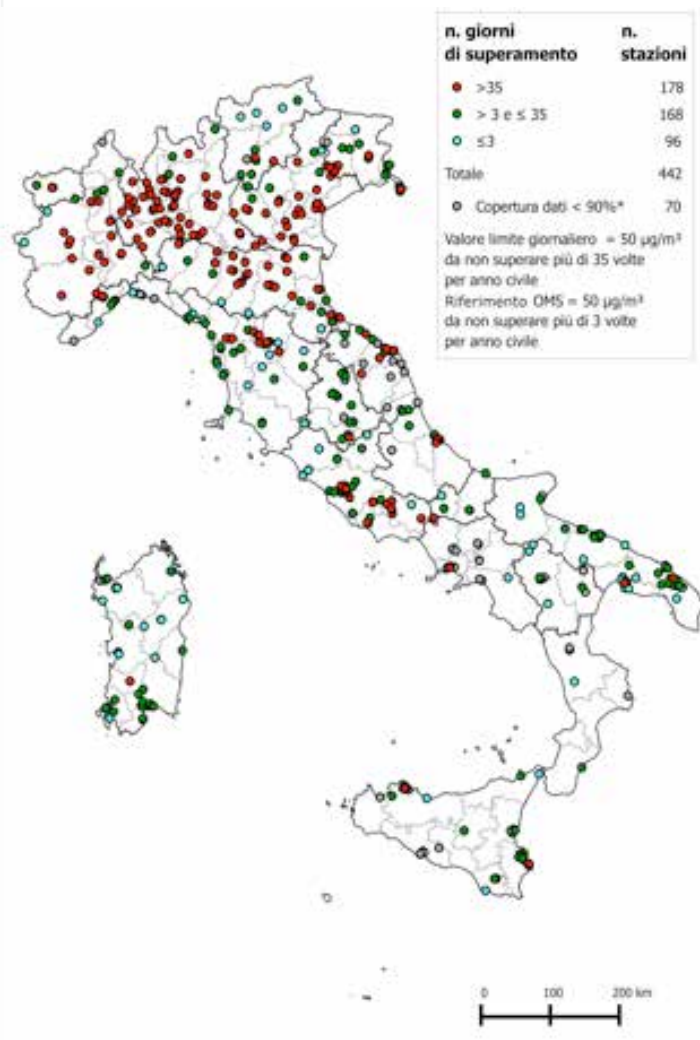 n. giorni n.
di superamento stazioni
>35 178
> 3 e ≤ 35 168
≤3 96
Totale 442
Copertura dati < 90%* 70
Valore limite giornaliero = 50 µg/m³
da non superare più di 35 volte
per anno civile
Riferimento OMS = 50 µg/m³
da non superare più di 3 volte
per anno civile
0 100 200 km